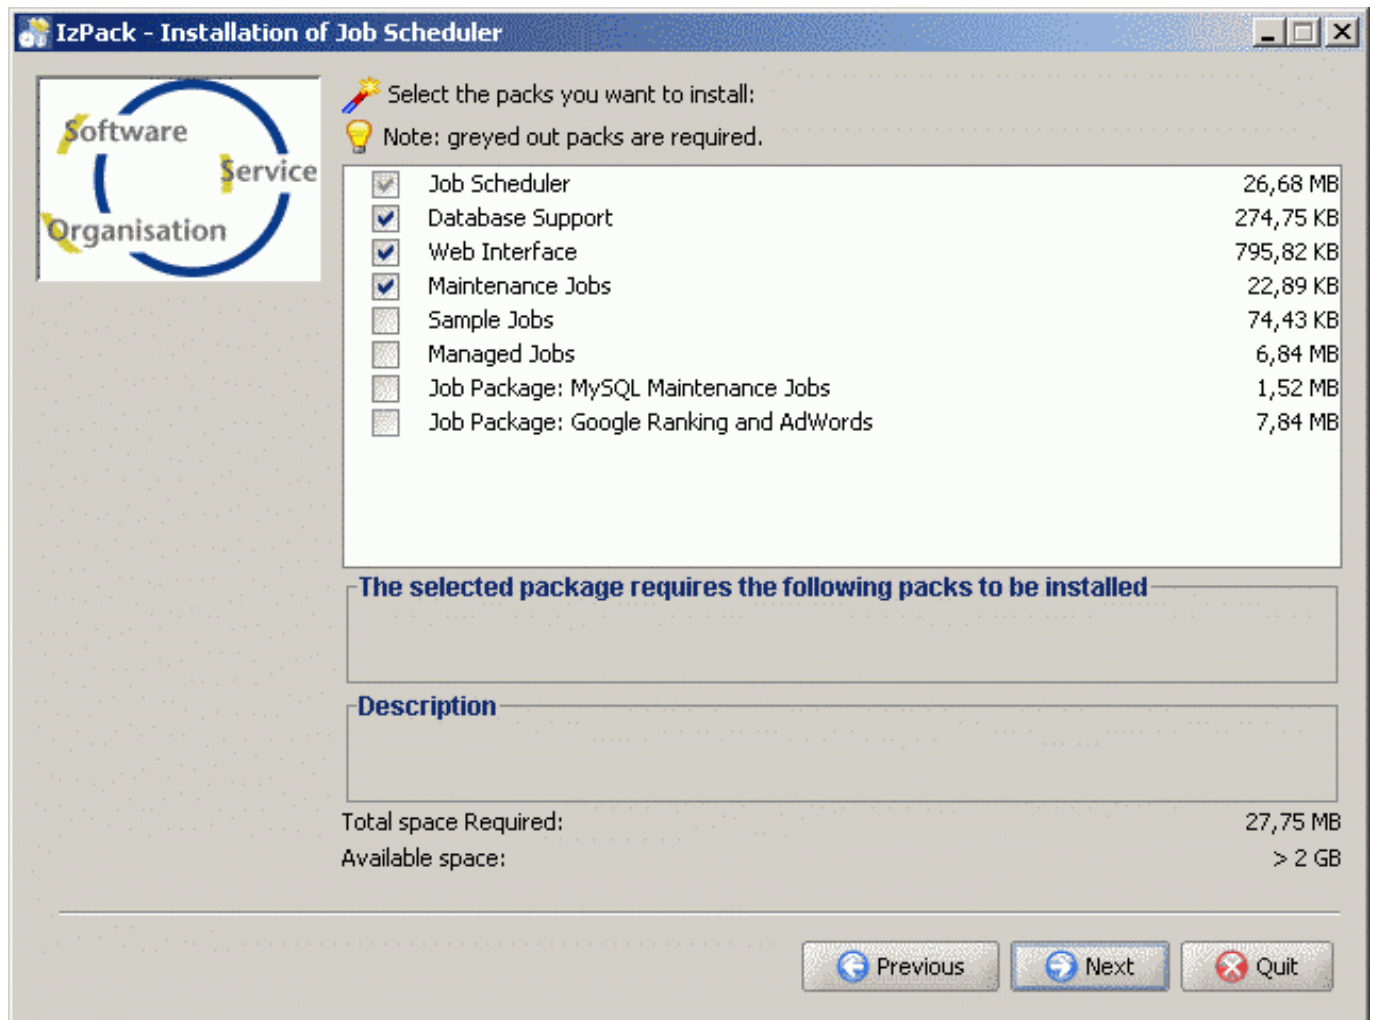 IzPack - Installation of Job Scheduler
Software
Service
Organisation
Select the packs you want to install:
Note: greyed out packs are required.
Job Scheduler 26,68 MB
Database Support 274,75 KB
Web Interface 795,82 KB
Maintenance Jobs 22,89 KB
Sample Jobs 74,43 KB
Managed Jobs 6,84 MB
Job Package: MySQL Maintenance Jobs 1,52 MB
Job Package: Google Ranking and AdWords 7,84 MB
The selected package requires the following packs to be installed
Description
Total space Required: 27,75 MB
Available space: > 2 GB
Previous Next Quit